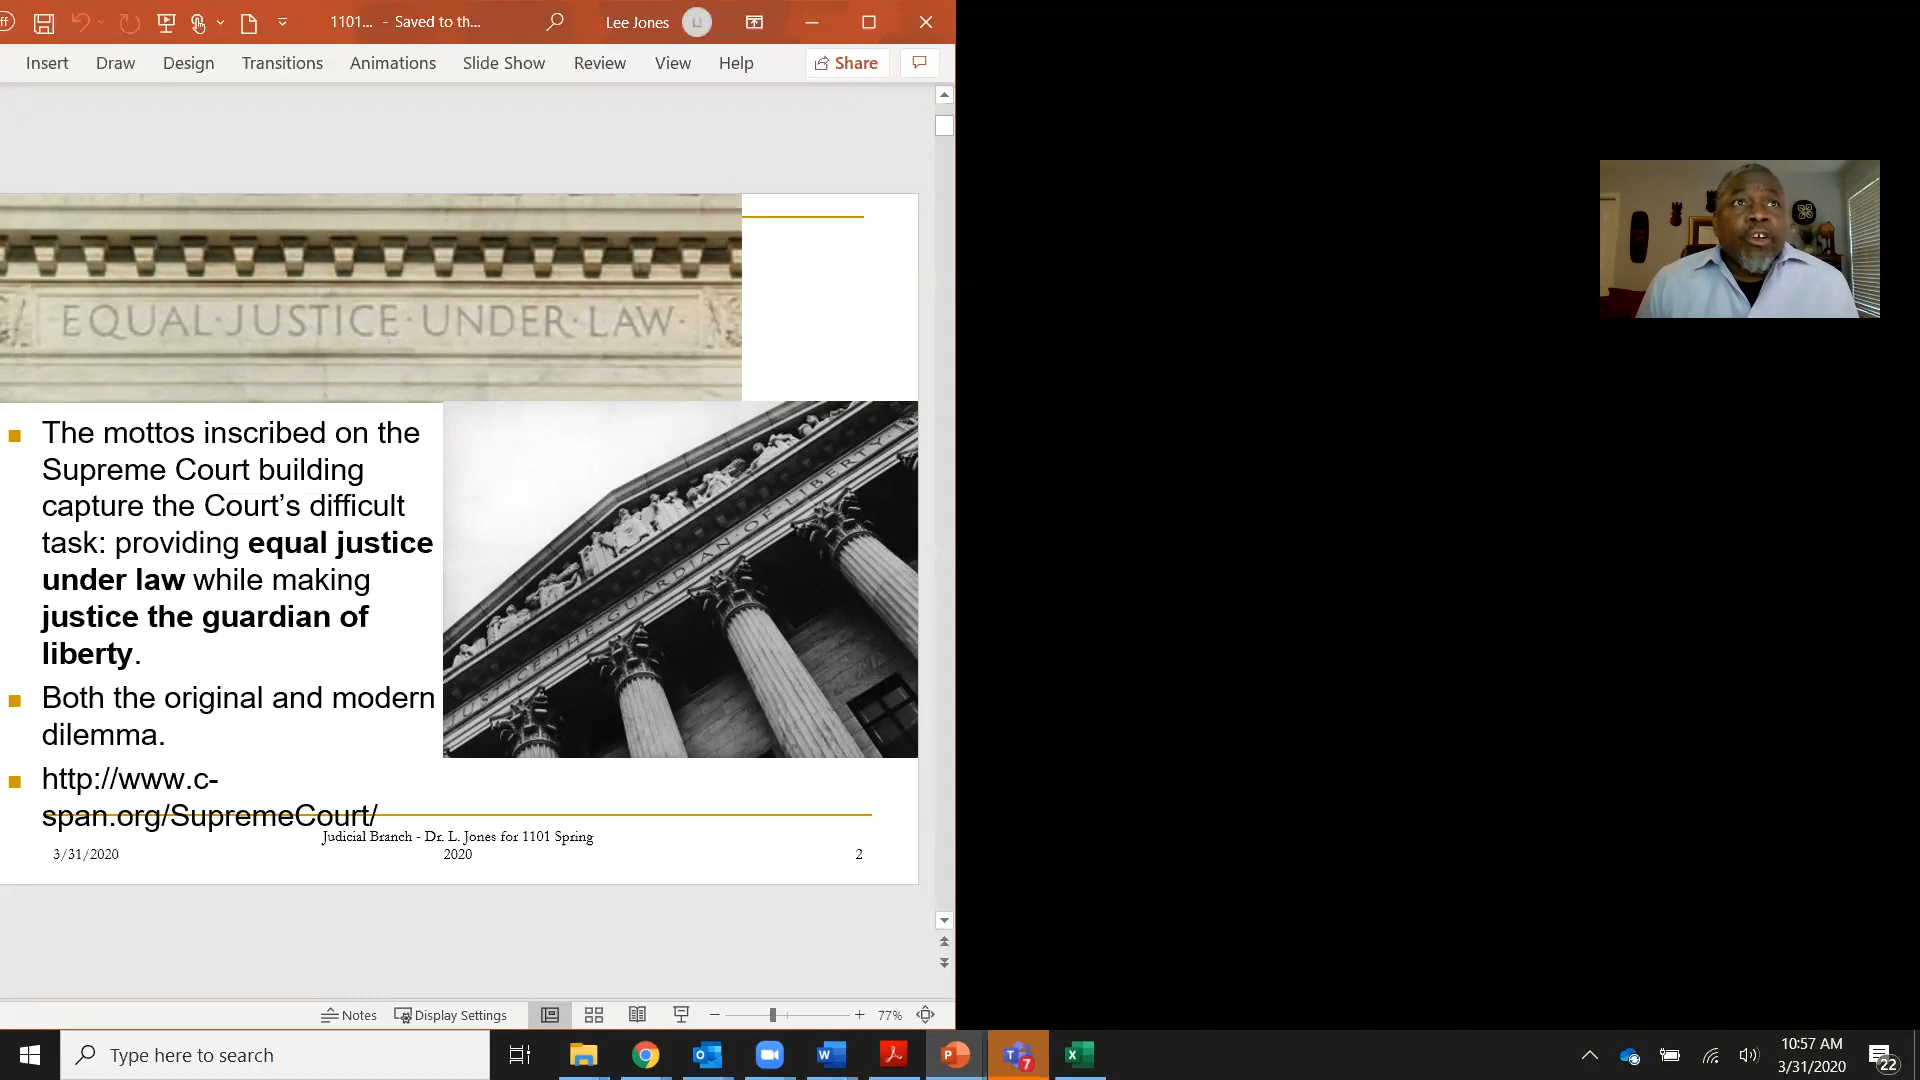 1101... - Saved to th...
Lee Jones
Insert Draw Design Transitions Animations Slide Show Review View Help Share
EQUAL·JUSTICE·UNDER·LAW·
JUSTICE·THE·GUARDIAN·OF·LIBERTY
The mottos inscribed on the
Supreme Court building
capture the Court’s difficult
task: providing equal justice
under law while making
justice the guardian of
liberty.
Both the original and modern
dilemma.
http://www.c-
span.org/SupremeCourt/
Judicial Branch - Dr. L. Jones for 1101 Spring
2020
3/31/2020
2
Notes Display Settings 77%
Type here to search
7
10:57 AM
3/31/2020
22